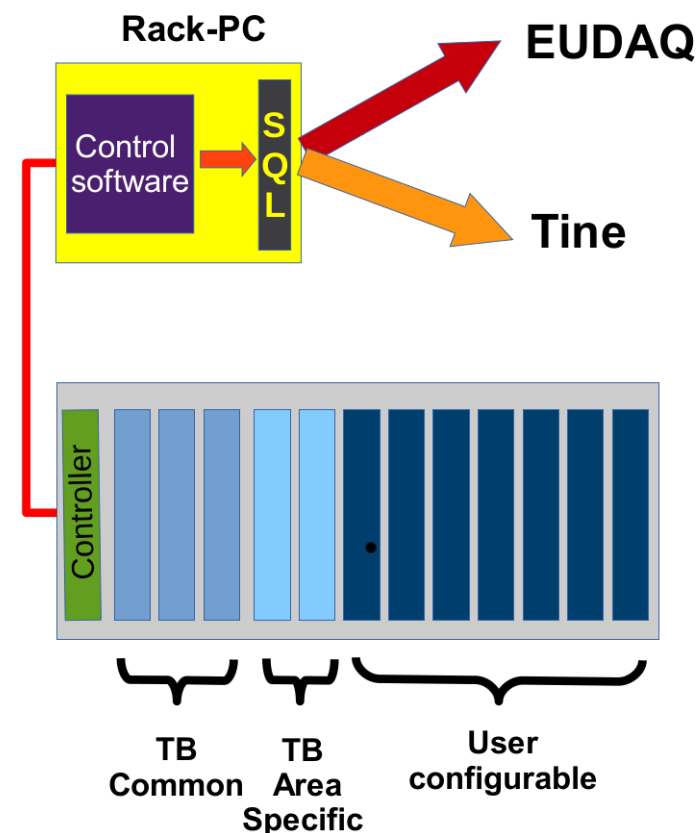 Rack-PC
EUDAQ
Control
software
S
Q
L
Tine
Controller
TB
Common
TB
Area
Specific
User
configurable